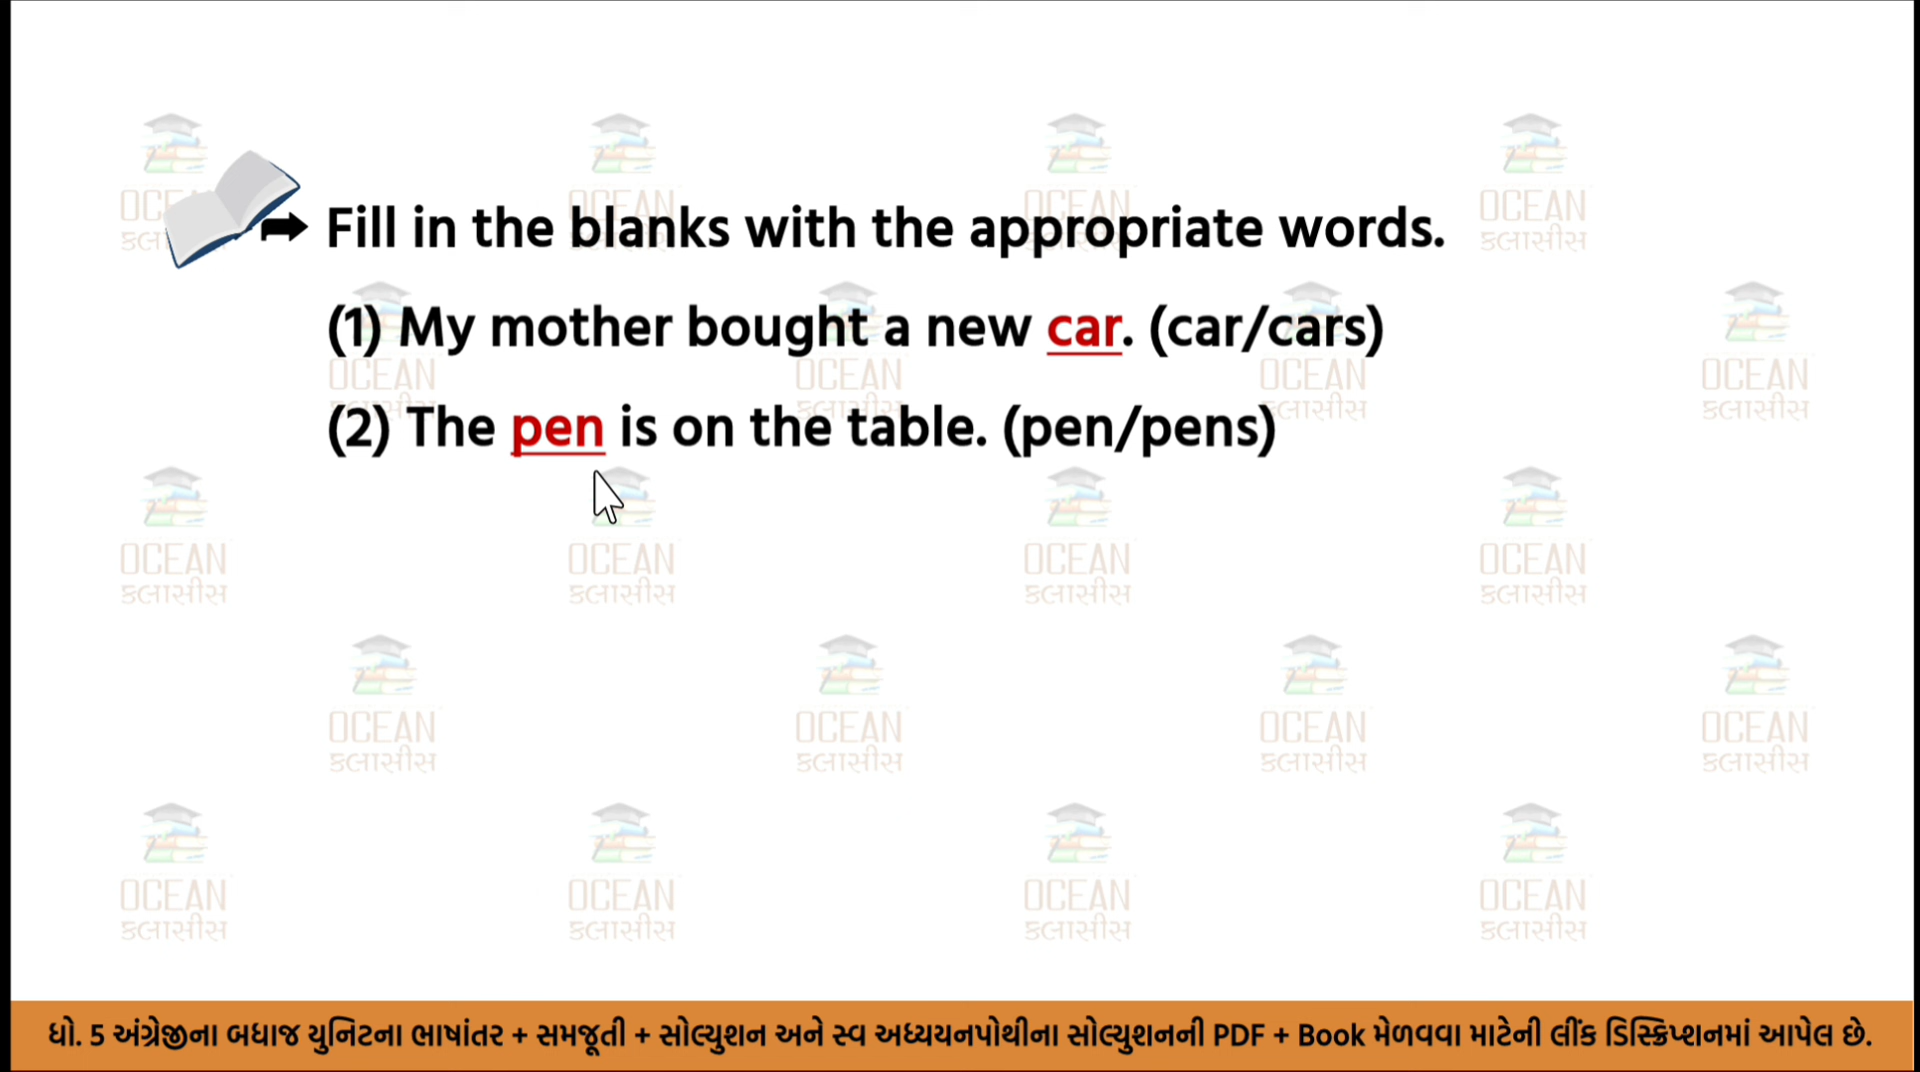 Fill in the blanks with the appropriate words.
(1) My mother bought a new car. (car/cars)
(2) The pen is on the table. (pen/pens)
OCEAN
ક્લાસીસ
ધો. 5 અંગ્રેજીના બધાજ યુનિટના ભાષાંતર + સમજૂતી + સોલ્યુશન અને સ્વ અધ્યયનપોથીના સોલ્યુશનની PDF + Book મેળવવા માટેની લીંક ડિસ્ક્રિપ્શનમાં આપેલ છે.